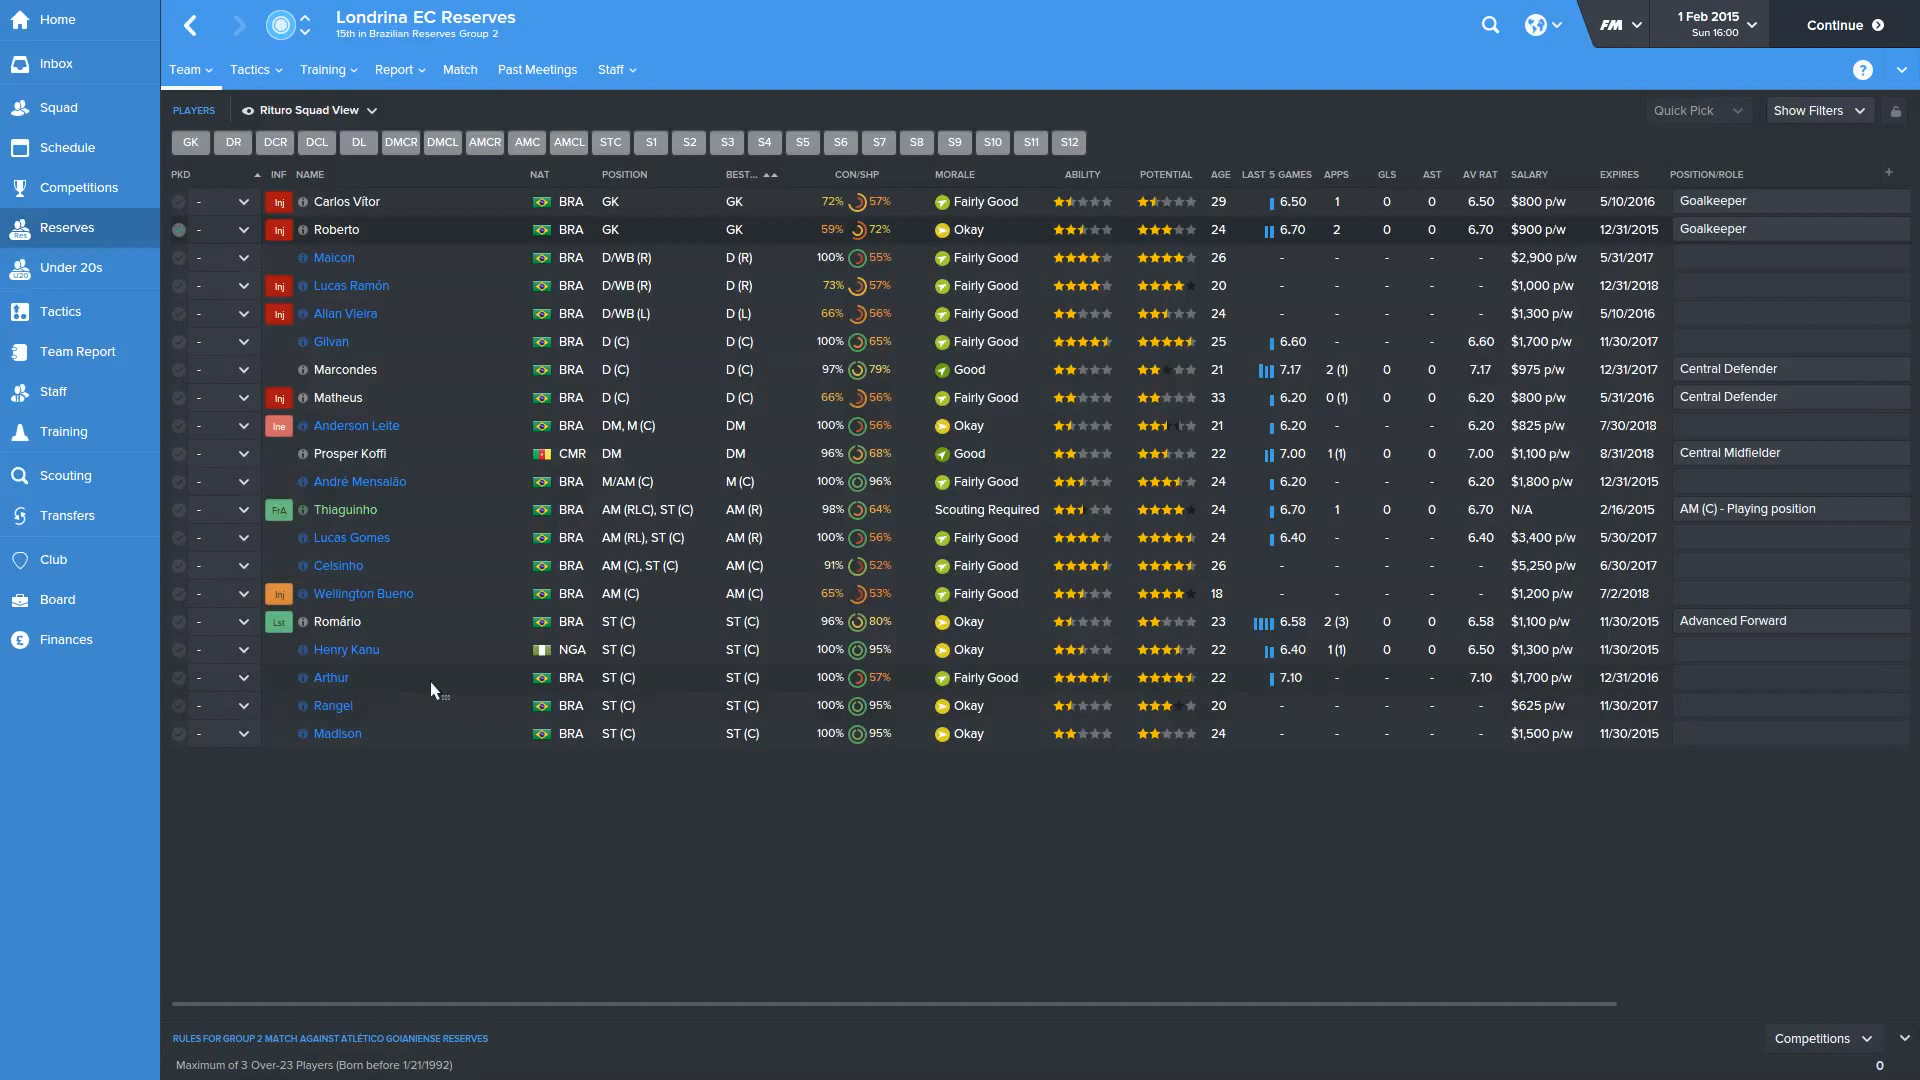 Home
Inbox
Squad
Schedule
Competitions
Reserves
Under 20s
Tactics
Team Report
Staff
Training
Scouting
Transfers
Club
Board
Finances
Londrina EC Reserves
15th in Brazilian Reserves Group 2
FM
1 Feb 2015
Sun 16:00
Continue
Team Tactics Training Report Match Past Meetings Staff
?
PLAYERS Rituro Squad View Quick Pick Show Filters
GK DR DCR DCL DL DMCR DMCL AMCR AMC AMCL STC S1 S2 S3 S4 S5 S6 S7 S8 S9 S10 S11 S12
PKD INF NAME NAT POSITION BEST... CON/SHP MORALE ABILITY POTENTIAL AGE LAST 5 GAMES APPS GLS AST AV RAT SALARY EXPIRES POSITION/ROLE +
- Inj Carlos Vítor BRA GK GK 72% 57% Fairly Good 29 6.50 1 0 0 6.50 $800 p/w 5/10/2016 Goalkeeper
- Inj Roberto BRA GK GK 59% 72% Okay 24 6.70 2 0 0 6.70 $900 p/w 12/31/2015 Goalkeeper
- Maicon BRA D/WB (R) D (R) 100% 55% Fairly Good 26 - - - - - $2,900 p/w 5/31/2017
- Inj Lucas Ramón BRA D/WB (R) D (R) 73% 57% Fairly Good 20 - - - - - $1,000 p/w 12/31/2018
- Inj Allan Vieira BRA D/WB (L) D (L) 66% 56% Fairly Good 24 - - - - - $1,300 p/w 5/10/2016
- Gilvan BRA D (C) D (C) 100% 65% Fairly Good 25 6.60 - - - 6.60 $1,700 p/w 11/30/2017
- Marcondes BRA D (C) D (C) 97% 79% Good 21 7.17 2 (1) 0 0 7.17 $975 p/w 12/31/2017 Central Defender
- Inj Matheus BRA D (C) D (C) 66% 56% Fairly Good 33 6.20 0 (1) 0 0 6.20 $800 p/w 5/31/2016 Central Defender
- Ine Anderson Leite BRA DM, M (C) DM 100% 56% Okay 21 6.20 - - - 6.20 $825 p/w 7/30/2018
- Prosper Koffi CMR DM DM 96% 68% Good 22 7.00 1 (1) 0 0 7.00 $1,100 p/w 8/31/2018 Central Midfielder
- André Mensalão BRA M/AM (C) M (C) 100% 96% Fairly Good 24 6.20 - - - 6.20 $1,800 p/w 12/31/2015
- FrA Thiaguinho BRA AM (RLC), ST (C) AM (R) 98% 64% Scouting Required 24 6.70 1 0 0 6.70 N/A 2/16/2015 AM (C) - Playing position
- Lucas Gomes BRA AM (RL), ST (C) AM (R) 100% 56% Fairly Good 24 6.40 - - - 6.40 $3,400 p/w 5/30/2017
- Celsinho BRA AM (C), ST (C) AM (C) 91% 52% Fairly Good 26 - - - - - $5,250 p/w 6/30/2017
- Inj Wellington Bueno BRA AM (C) AM (C) 65% 53% Fairly Good 18 - - - - - $1,200 p/w 7/2/2018
- Lst Romário BRA ST (C) ST (C) 96% 80% Okay 23 6.58 2 (3) 0 0 6.58 $1,100 p/w 11/30/2015 Advanced Forward
- Henry Kanu NGA ST (C) ST (C) 100% 95% Okay 22 6.40 1 (1) 0 0 6.50 $1,300 p/w 11/30/2015
- Arthur BRA ST (C) ST (C) 100% 57% Fairly Good 22 7.10 - - - 7.10 $1,700 p/w 12/31/2016
- Rangel BRA ST (C) ST (C) 100% 95% Okay 20 - - - - - $625 p/w 11/30/2017
- Madison BRA ST (C) ST (C) 100% 95% Okay 24 - - - - - $1,500 p/w 11/30/2015
RULES FOR GROUP 2 MATCH AGAINST ATLÉTICO GOIANIENSE RESERVES Competitions
Maximum of 3 Over-23 Players (Born before 1/21/1992) 0